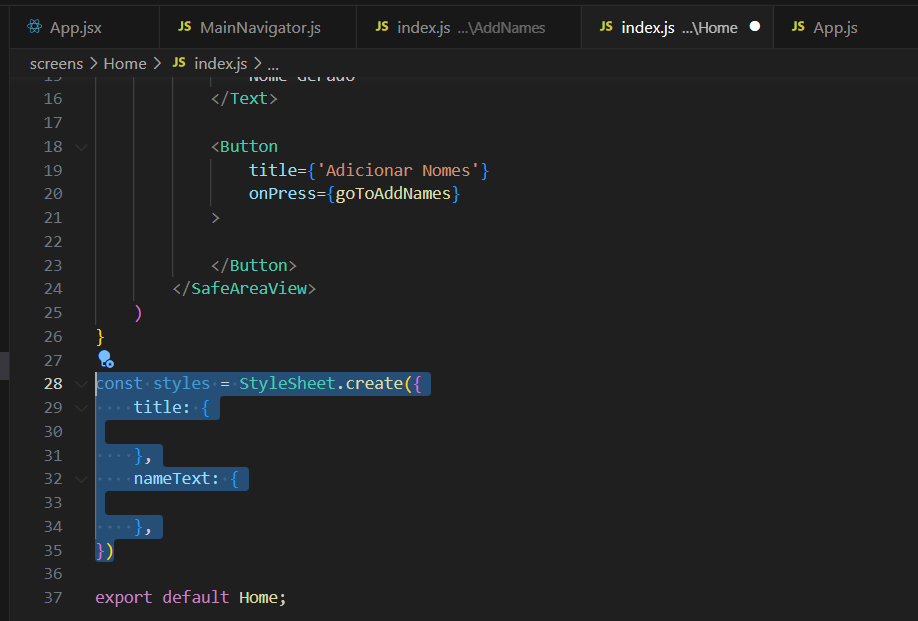 App.jsx JS MainNavigator.js JS index.js ...\AddNames JS index.js ...\Home JS App.js
screens > Home > JS index.js > ...
15 Nome Gerado
16 </Text>
17
18 <Button
19 title={'Adicionar Nomes'}
20 onPress={goToAddNames}
21 >
22
23 </Button>
24 </SafeAreaView>
25 )
26 }
27
28 const styles = StyleSheet.create({
29 title: {
30
31 },
32 nameText: {
33
34 },
35 })
36
37 export default Home;